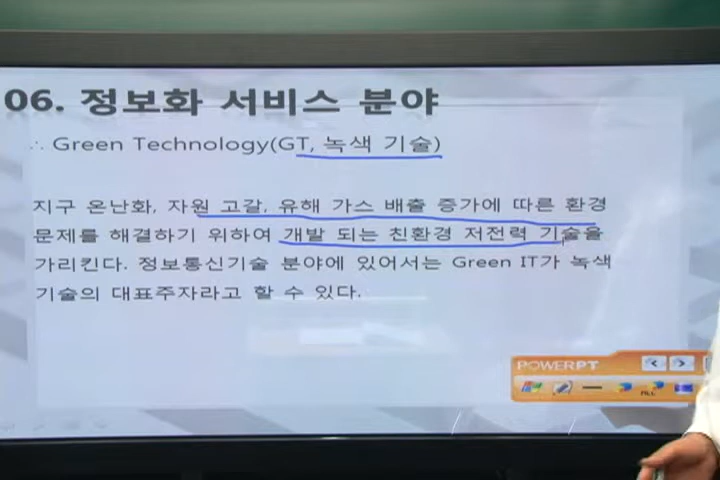 06. 정보화 서비스 분야
∴ Green Technology(GT, 녹색 기술)
지구 온난화, 자원 고갈, 유해 가스 배출 증가에 따른 환경
문제를 해결하기 위하여 개발 되는 친환경 저전력 기술을
가리킨다. 정보통신기술 분야에 있어서는 Green IT가 녹색
기술의 대표주자라고 할 수 있다.
POWERPT
ALL